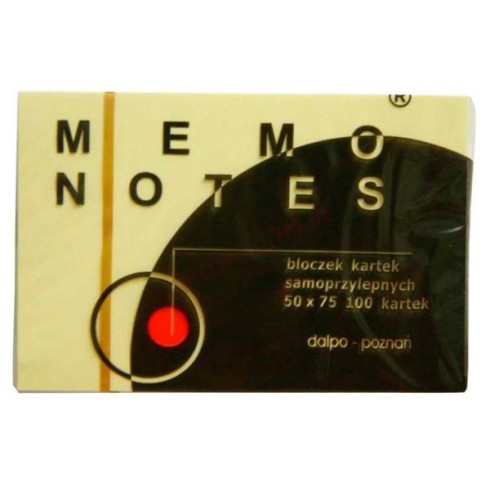 ®
MEMO
NOTES
bloczek kartek
samoprzylepnych
50 x 75 100 kartek
dalpo - poznań